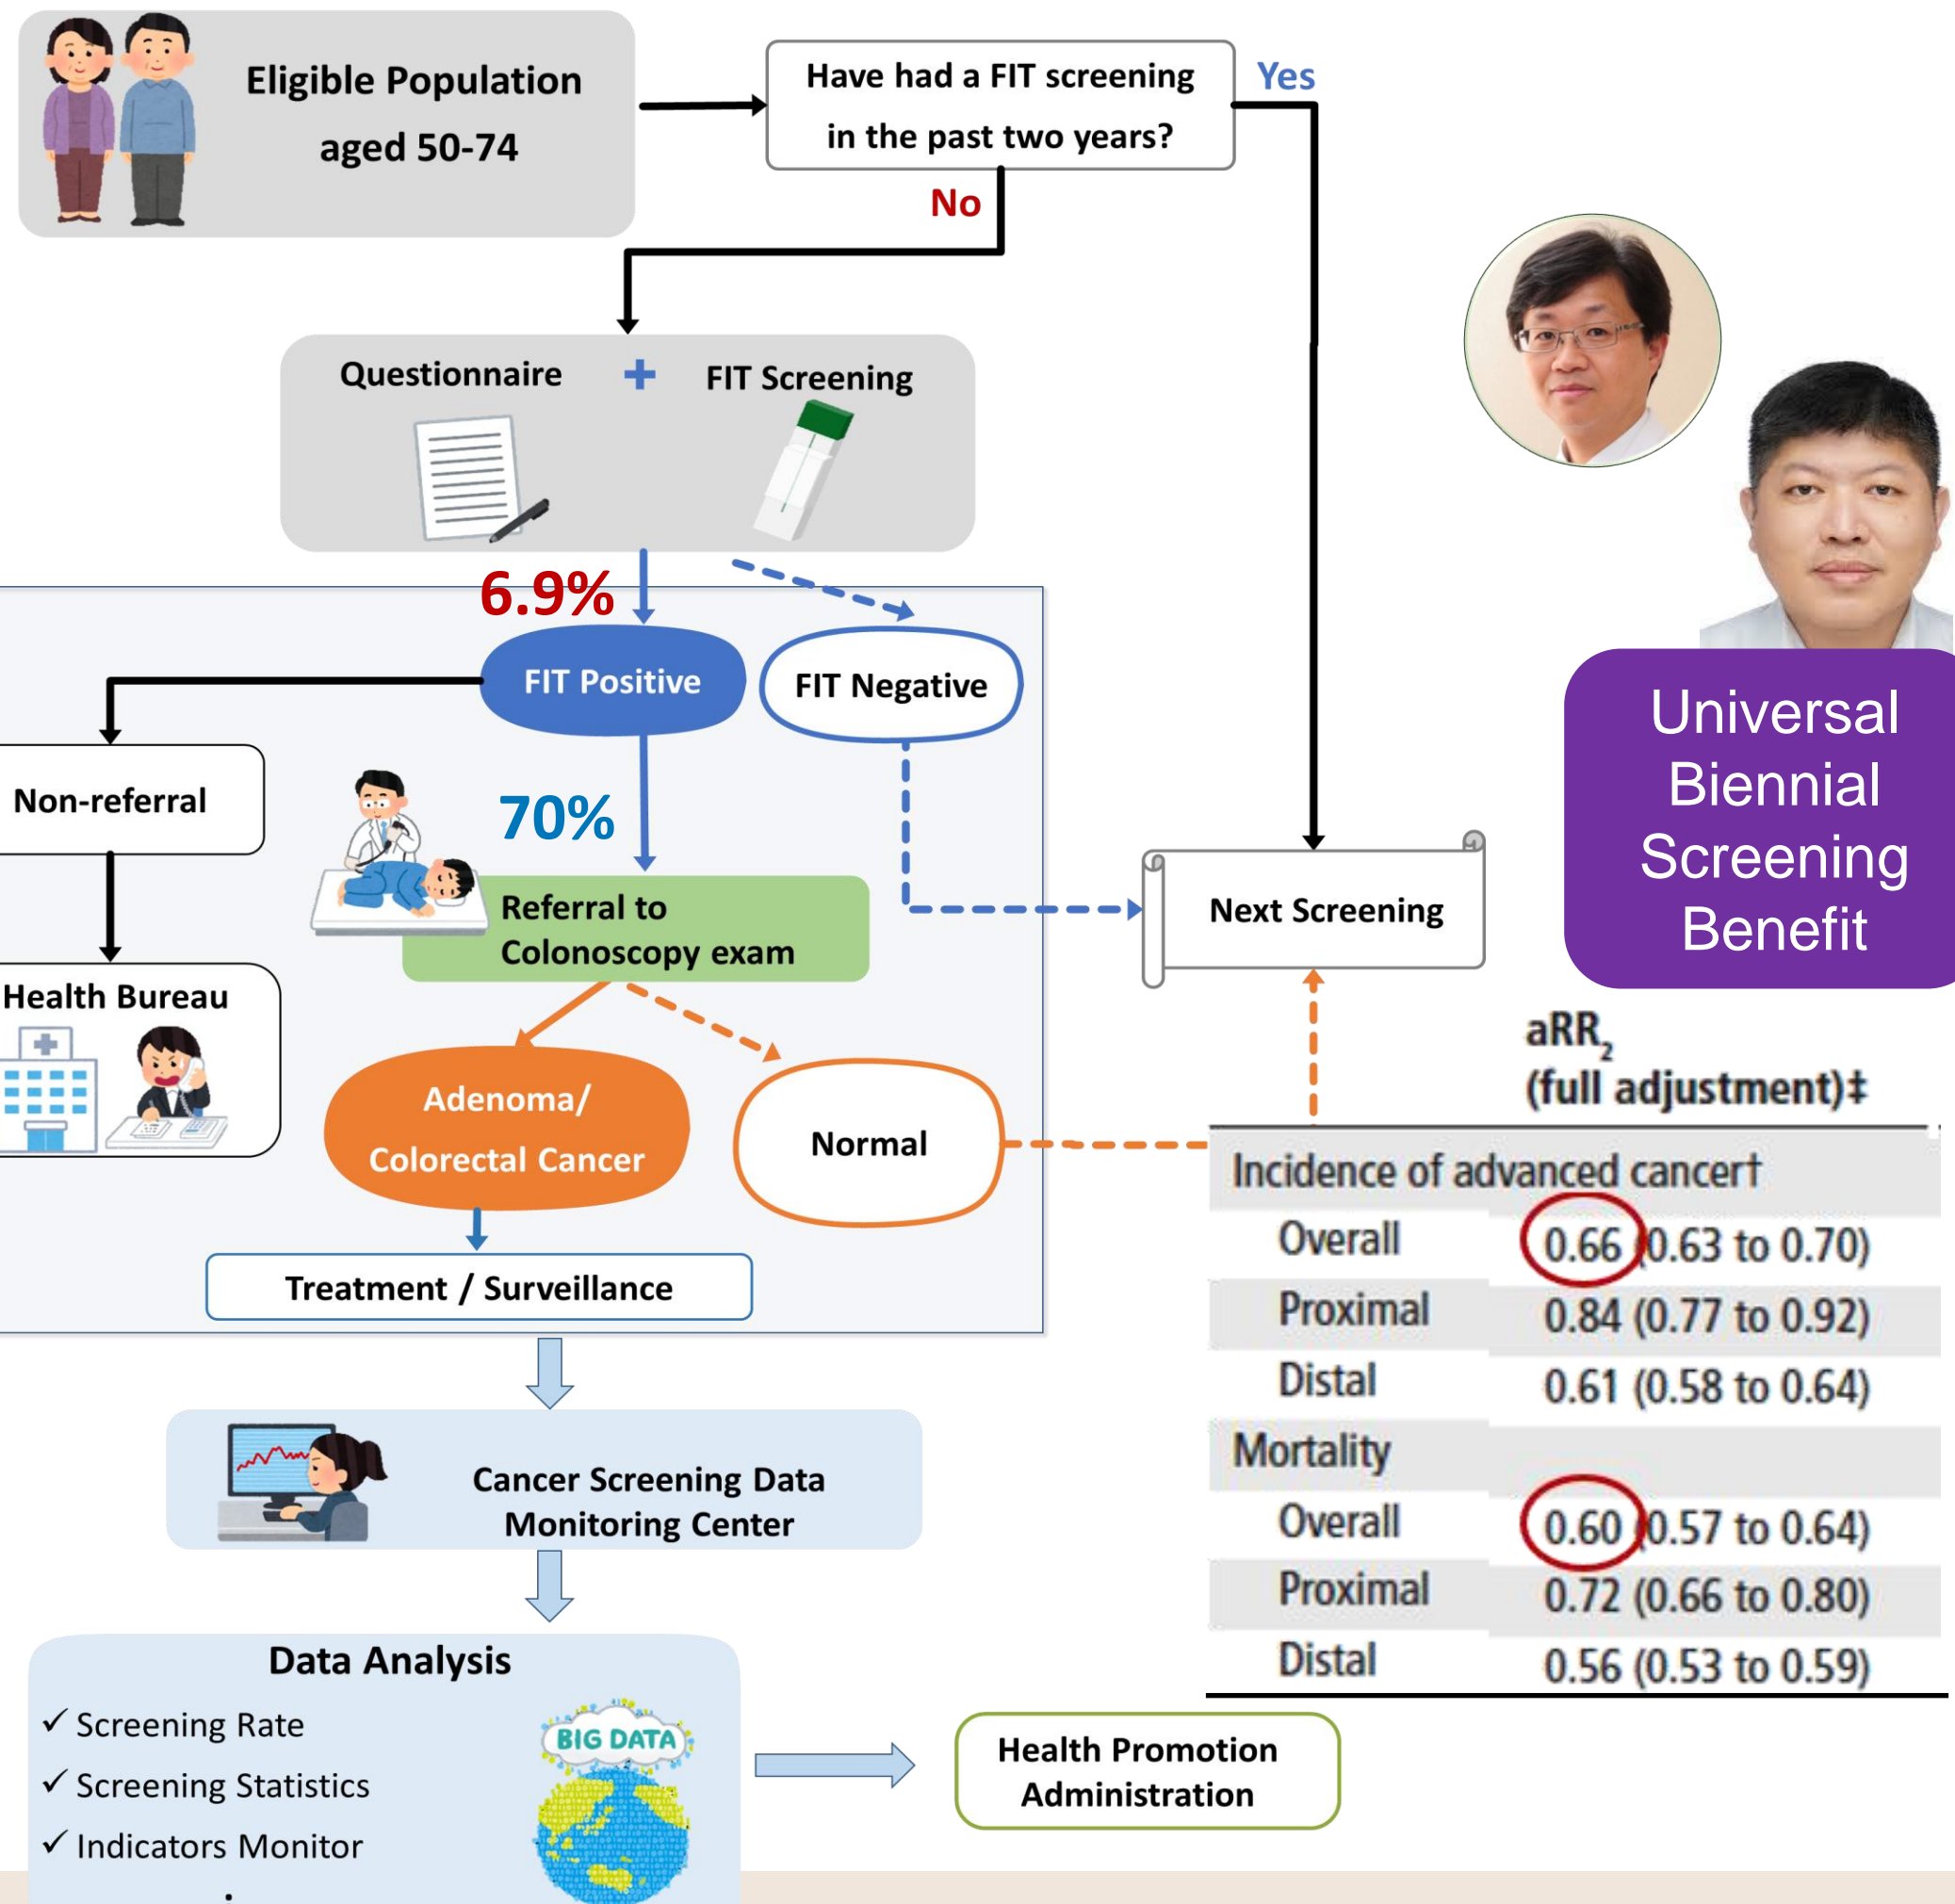 Eligible Population
aged 50-74
Have had a FIT screening
in the past two years?
Yes
No
Questionnaire
+
FIT Screening
6.9%
FIT Positive
FIT Negative
Non-referral
70%
Referral to
Colonoscopy exam
Next Screening
Universal
Biennial
Screening
Benefit
Health Bureau
Adenoma/
Colorectal Cancer
Normal
Treatment / Surveillance
aRR₂
(full adjustment)‡
Incidence of advanced cancer†
Overall 0.66 (0.63 to 0.70)
Proximal 0.84 (0.77 to 0.92)
Distal 0.61 (0.58 to 0.64)
Mortality
Overall 0.60 (0.57 to 0.64)
Proximal 0.72 (0.66 to 0.80)
Distal 0.56 (0.53 to 0.59)
Cancer Screening Data
Monitoring Center
Data Analysis
✓ Screening Rate
✓ Screening Statistics
✓ Indicators Monitor
BIG DATA
Health Promotion
Administration